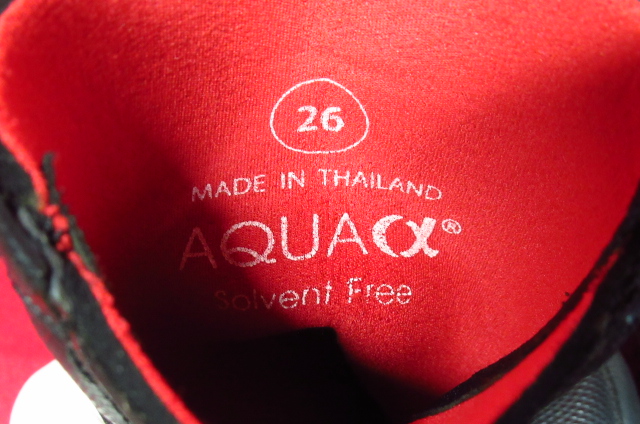 26
MADE IN THAILAND
AQUAα®
Solvent Free